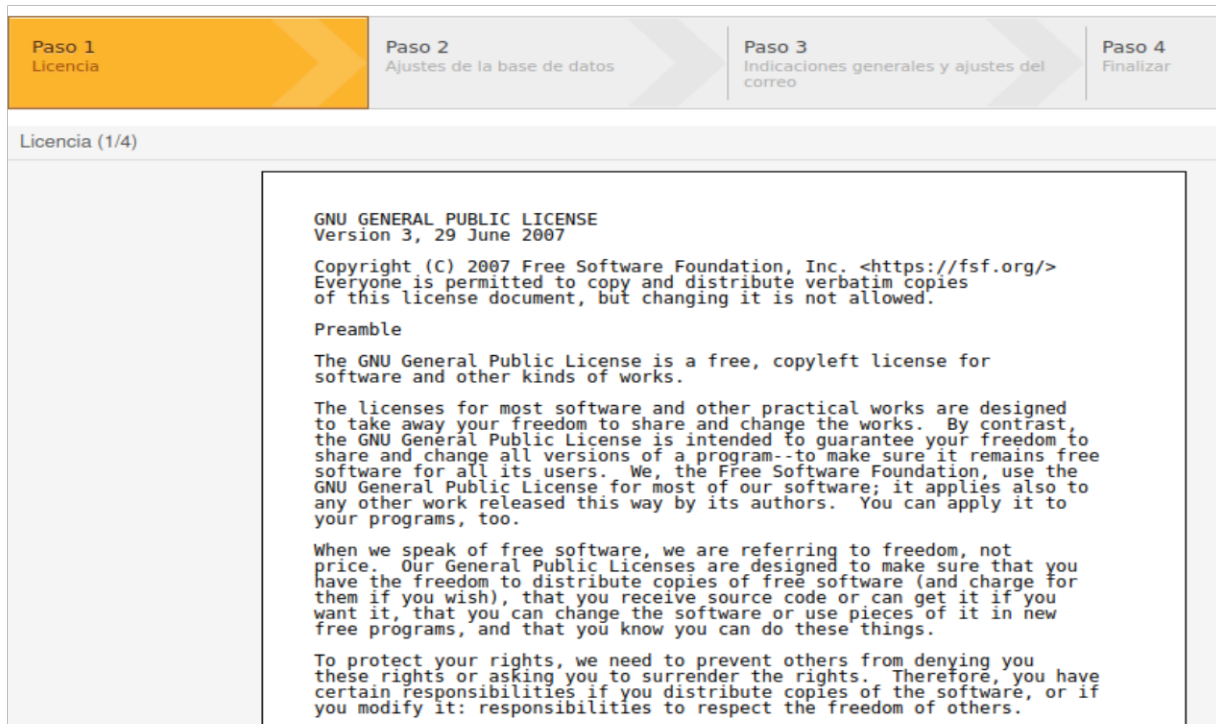 Paso 1
Licencia
Paso 2
Ajustes de la base de datos
Paso 3
Indicaciones generales y ajustes del
correo
Paso 4
Finalizar
Licencia (1/4)
GNU GENERAL PUBLIC LICENSE
Version 3, 29 June 2007
Copyright (C) 2007 Free Software Foundation, Inc. <https://fsf.org/>
Everyone is permitted to copy and distribute verbatim copies
of this license document, but changing it is not allowed.
Preamble
The GNU General Public License is a free, copyleft license for
software and other kinds of works.
The licenses for most software and other practical works are designed
to take away your freedom to share and change the works.  By contrast,
the GNU General Public License is intended to guarantee your freedom to
share and change all versions of a program--to make sure it remains free
software for all its users.  We, the Free Software Foundation, use the
GNU General Public License for most of our software; it applies also to
any other work released this way by its authors.  You can apply it to
your programs, too.
When we speak of free software, we are referring to freedom, not
price.  Our General Public Licenses are designed to make sure that you
have the freedom to distribute copies of free software (and charge for
them if you wish), that you receive source code or can get it if you
want it, that you can change the software or use pieces of it in new
free programs, and that you know you can do these things.
To protect your rights, we need to prevent others from denying you
these rights or asking you to surrender the rights.  Therefore, you have
certain responsibilities if you distribute copies of the software, or if
you modify it: responsibilities to respect the freedom of others.